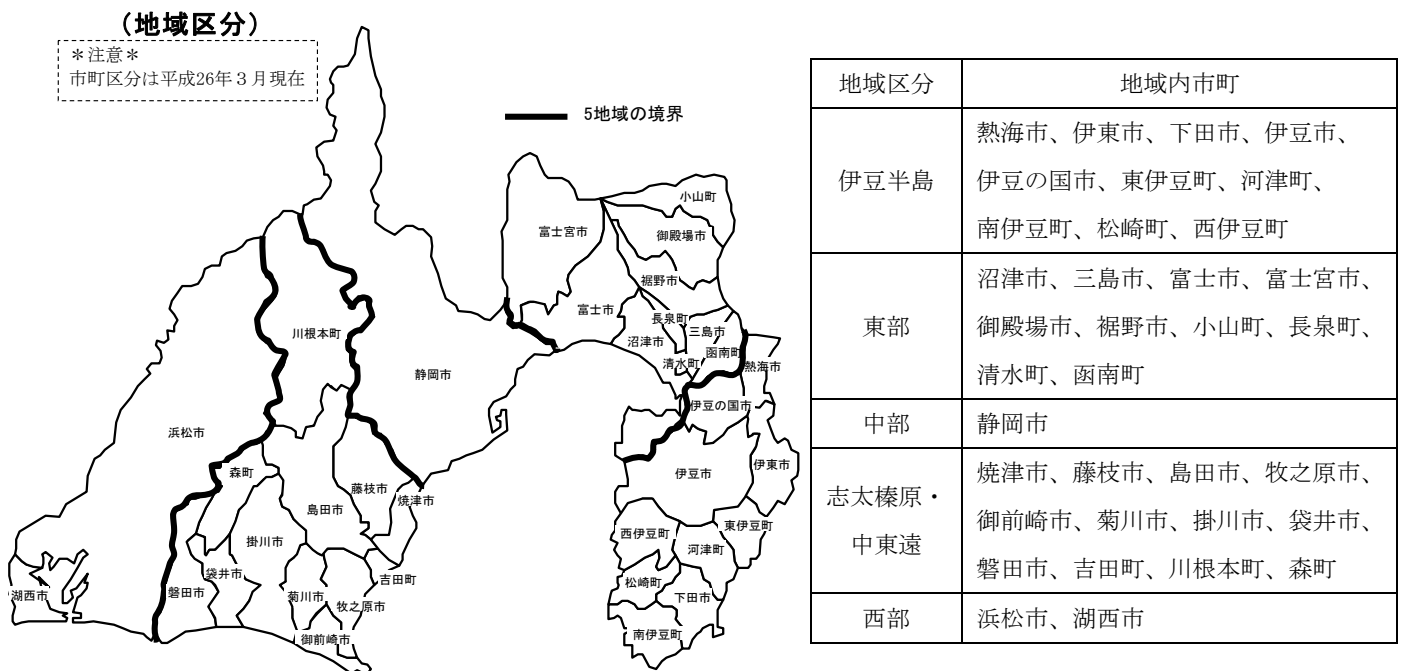 （地域区分）
＊注意＊
市町区分は平成26年３月現在
5地域の境界
小山町
富士宮市
御殿場市
裾野市
富士市
長泉町
三島市
沼津市
函南町
清水町
熱海市
川根本町
静岡市
伊豆の国市
浜松市
森町
伊東市
伊豆市
藤枝市
焼津市
島田市
掛川市
東伊豆町
西伊豆町
河津町
袋井市
吉田町
松崎町
湖西市
磐田市
菊川市
牧之原市
下田市
御前崎市
南伊豆町
地域区分 地域内市町
伊豆半島
熱海市、伊東市、下田市、伊豆市、
伊豆の国市、東伊豆町、河津町、
南伊豆町、松崎町、西伊豆町
東部
沼津市、三島市、富士市、富士宮市、
御殿場市、裾野市、小山町、長泉町、
清水町、函南町
中部 静岡市
志太榛原・
中東遠
焼津市、藤枝市、島田市、牧之原市、
御前崎市、菊川市、掛川市、袋井市、
磐田市、吉田町、川根本町、森町
西部 浜松市、湖西市